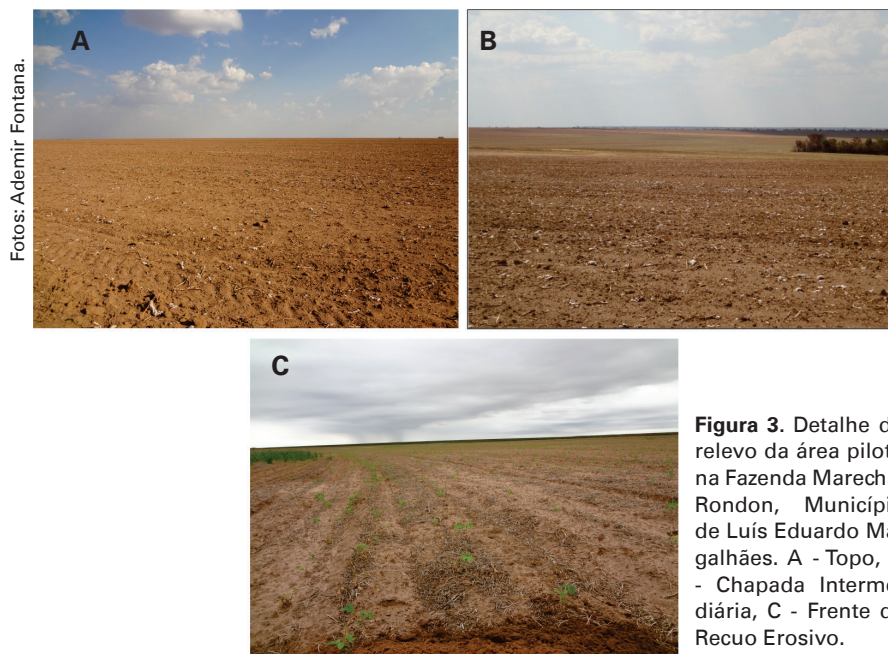 Fotos: Ademir Fontana.
A
B
C
Figura 3. Detalhe d
relevo da área pilot
na Fazenda Marech
Rondon, Municípi
de Luís Eduardo Ma
galhães. A - Topo,
- Chapada Interme
diária, C - Frente d
Recuo Erosivo.